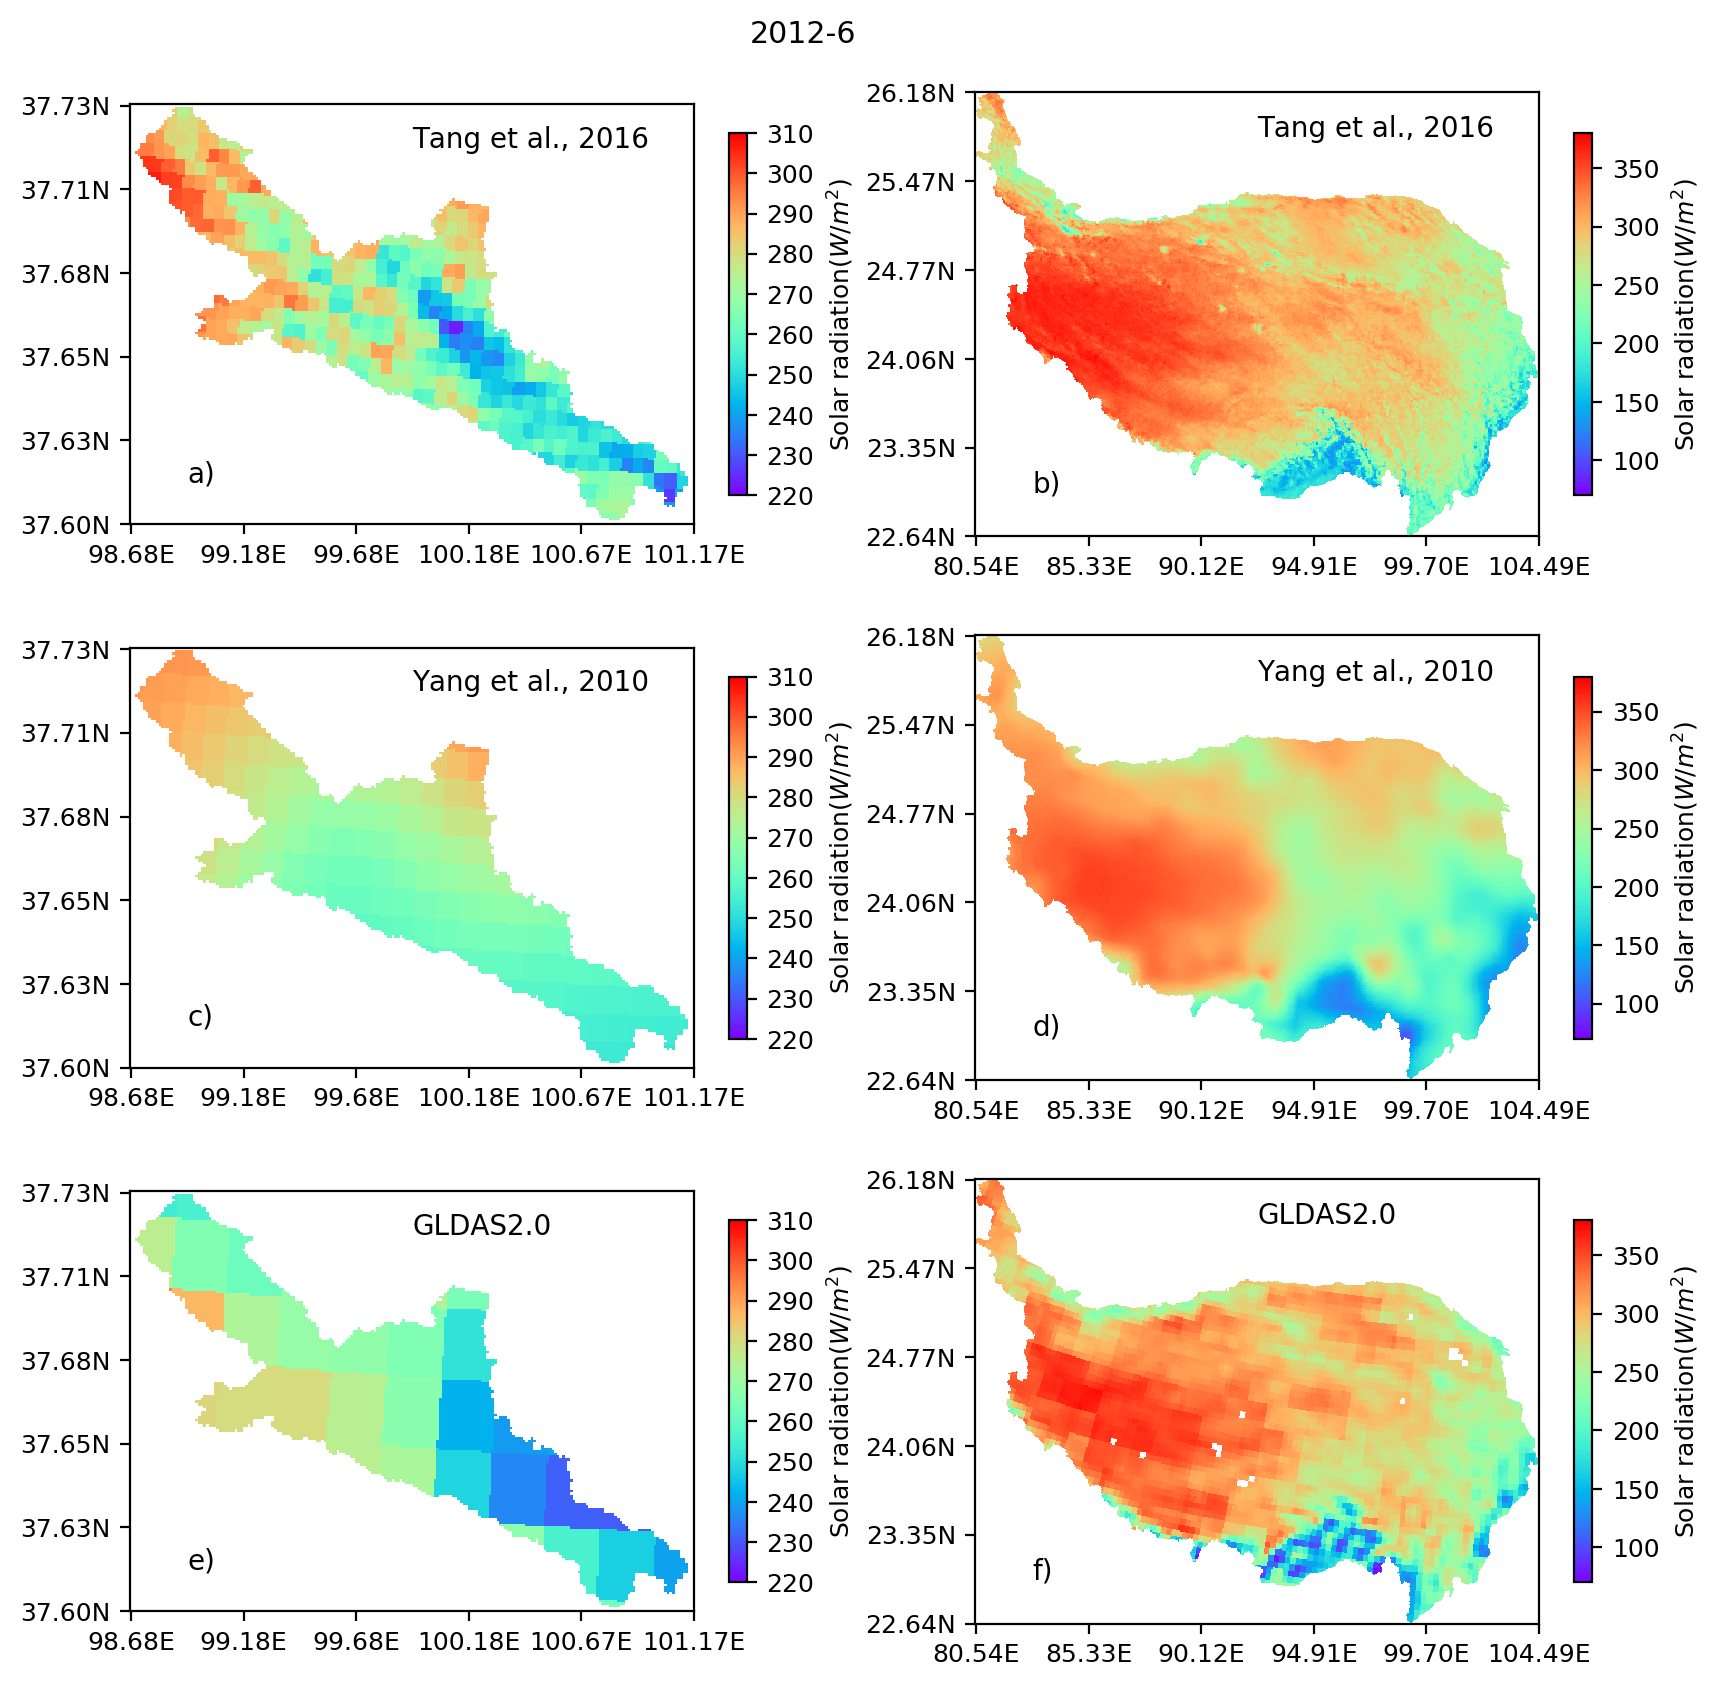 2012-6
37.73N
37.71N
37.68N
37.65N
37.63N
37.60N
98.68E 99.18E 99.68E 100.18E 100.67E 101.17E
Tang et al., 2016
a)
310
300
290
280
270
260
250
240
230
220
Solar radiation(W/m²)
26.18N
25.47N
24.77N
24.06N
23.35N
22.64N
80.54E 85.33E 90.12E 94.91E 99.70E 104.49E
Tang et al., 2016
b)
350
300
250
200
150
100
Solar radiation(W/m²)
37.73N
37.71N
37.68N
37.65N
37.63N
37.60N
98.68E 99.18E 99.68E 100.18E 100.67E 101.17E
Yang et al., 2010
c)
310
300
290
280
270
260
250
240
230
220
Solar radiation(W/m²)
26.18N
25.47N
24.77N
24.06N
23.35N
22.64N
80.54E 85.33E 90.12E 94.91E 99.70E 104.49E
Yang et al., 2010
d)
350
300
250
200
150
100
Solar radiation(W/m²)
37.73N
37.71N
37.68N
37.65N
37.63N
37.60N
98.68E 99.18E 99.68E 100.18E 100.67E 101.17E
GLDAS2.0
e)
310
300
290
280
270
260
250
240
230
220
Solar radiation(W/m²)
26.18N
25.47N
24.77N
24.06N
23.35N
22.64N
80.54E 85.33E 90.12E 94.91E 99.70E 104.49E
GLDAS2.0
f)
350
300
250
200
150
100
Solar radiation(W/m²)